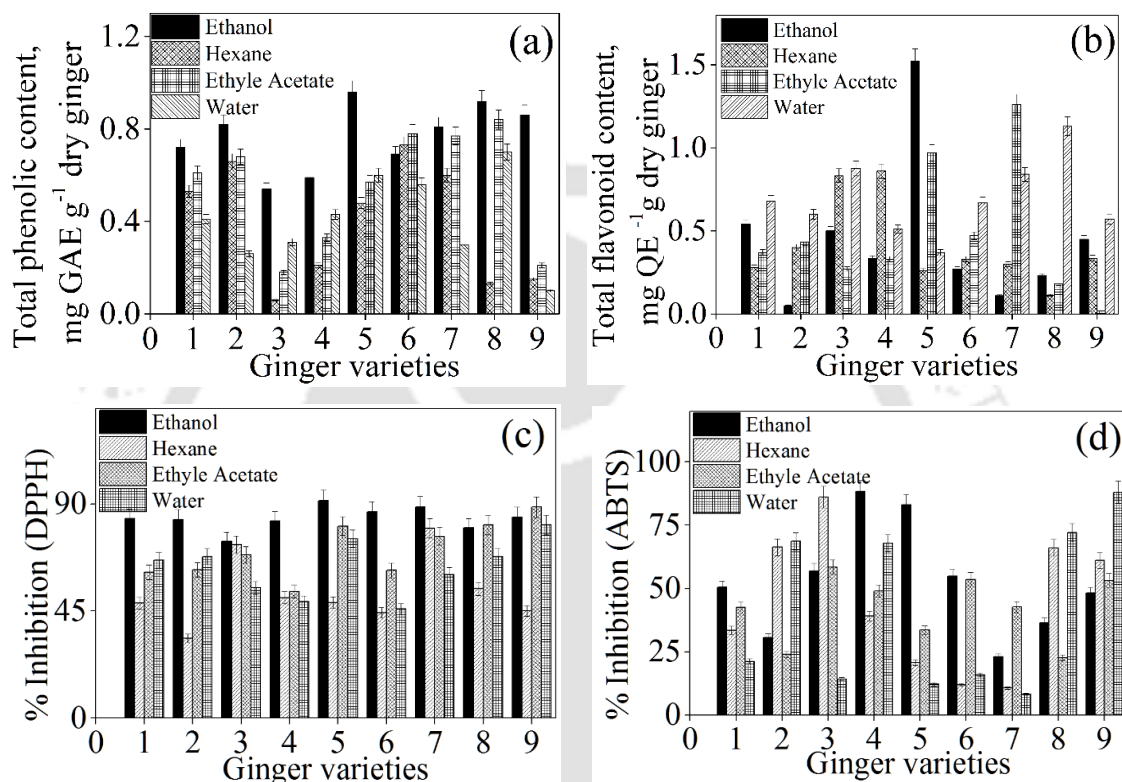 (a)
Ethanol
Hexane
Ethyle Acetate
Water
Total phenolic content,
mg GAE g⁻¹ dry ginger
1.2
0.8
0.4
0.0
0 1 2 3 4 5 6 7 8 9
Ginger varieties
(b)
Ethanol
Hexane
Ethyle Acetate
Water
Total flavonoid content,
mg QE ⁻¹g dry ginger
1.5
1.0
0.5
0.0
0 1 2 3 4 5 6 7 8 9
Ginger varieties
(c)
Ethanol
Hexane
Ethyle Acetate
Water
% Inhibition (DPPH)
90
45
0
0 1 2 3 4 5 6 7 8 9
Ginger varieties
(d)
Ethanol
Hexane
Ethyle Acetate
Water
% Inhibition (ABTS)
100
75
50
25
0
0 1 2 3 4 5 6 7 8 9
Ginger varieties